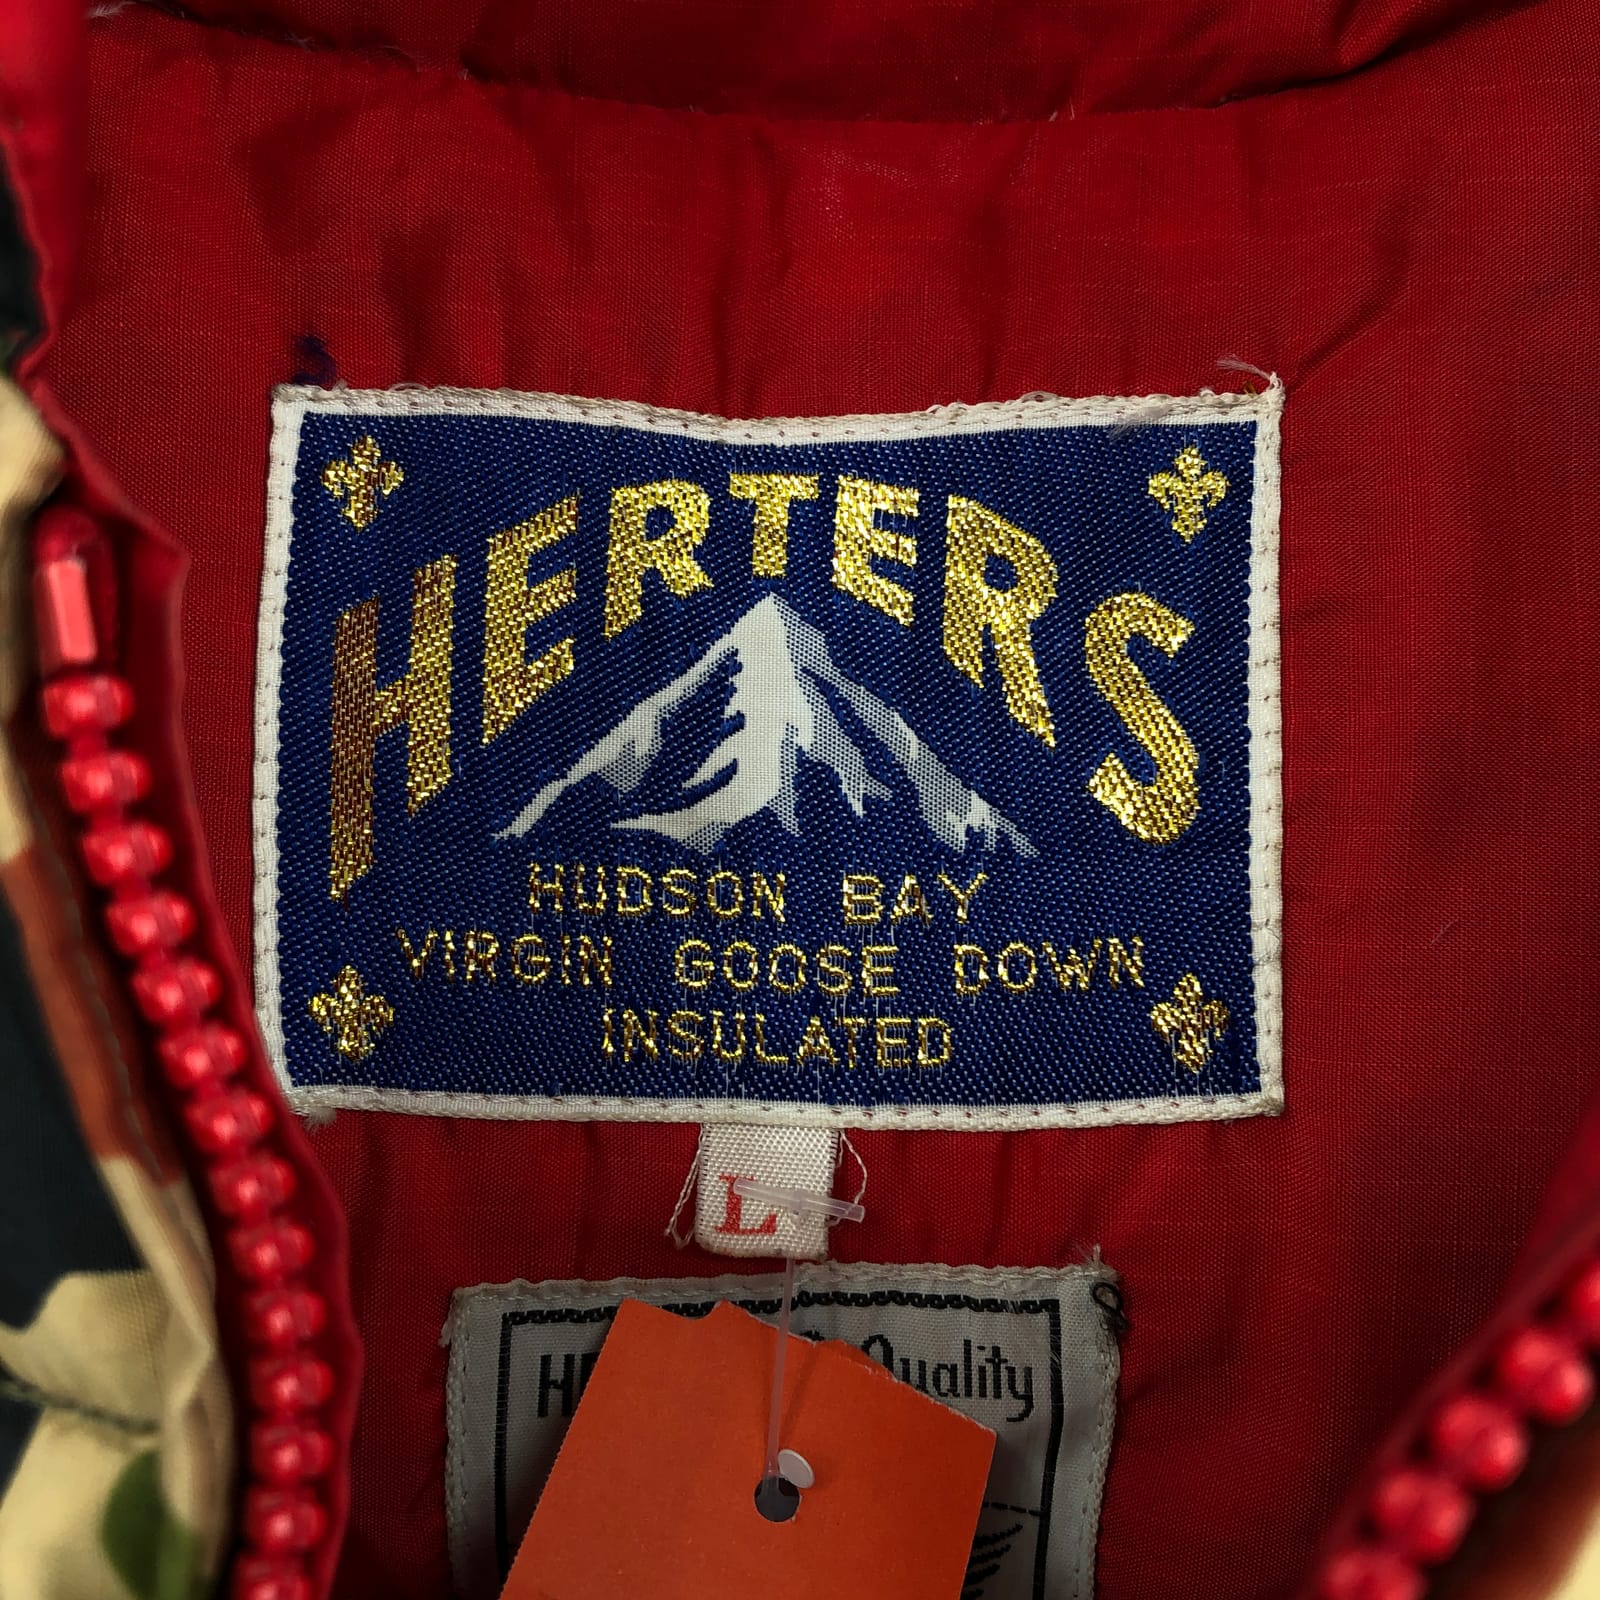 HERTERS
HUDSON BAY
VIRGIN GOOSE DOWN
INSULATED
L
Quality